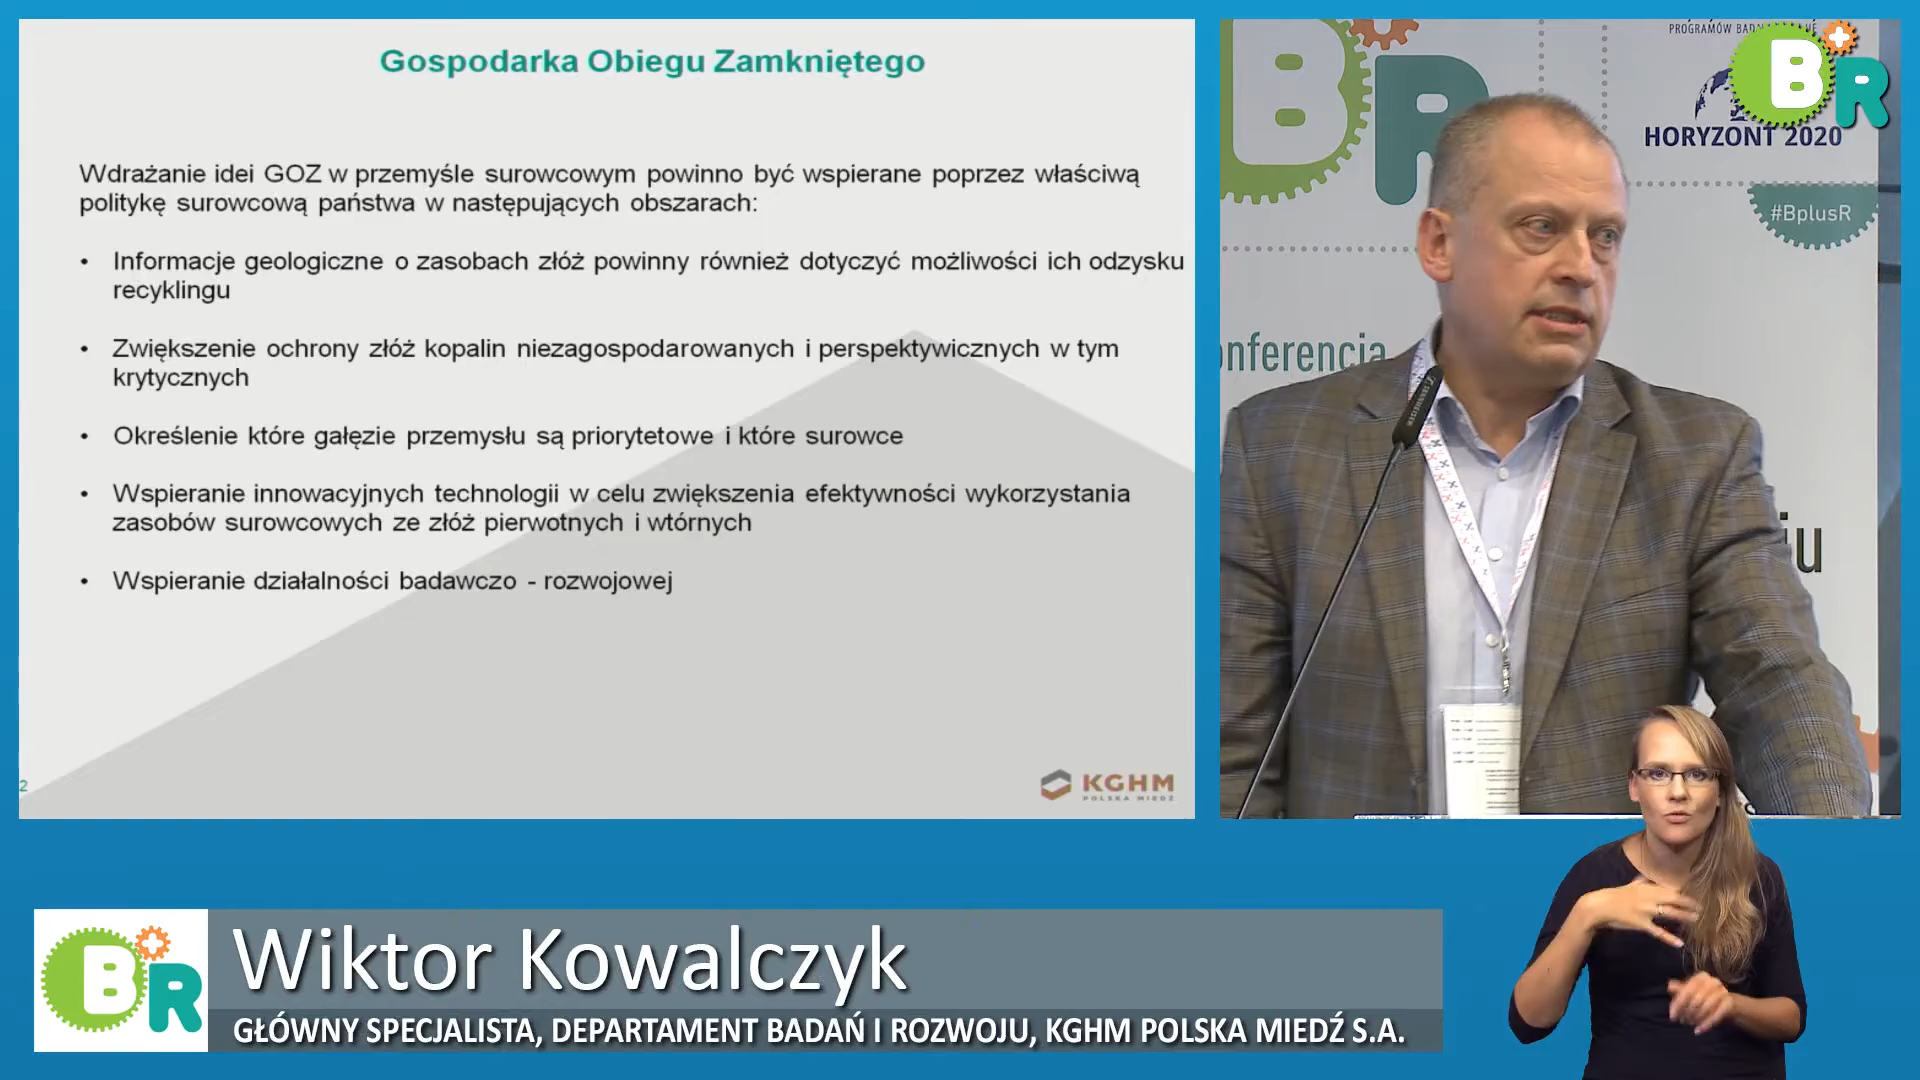 Gospodarka Obiegu Zamkniętego
Wdrażanie idei GOZ w przemyśle surowcowym powinno być wspierane poprzez właściwą
politykę surowcową państwa w następujących obszarach:
• Informacje geologiczne o zasobach złóż powinny również dotyczyć możliwości ich odzysku
recyklingu
• Zwiększenie ochrony złóż kopalin niezagospodarowanych i perspektywicznych w tym
krytycznych
• Określenie które gałęzie przemysłu są priorytetowe i które surowce
• Wspieranie innowacyjnych technologii w celu zwiększenia efektywności wykorzystania
zasobów surowcowych ze złóż pierwotnych i wtórnych
• Wspieranie działalności badawczo - rozwojowej
2
KGHM
POLSKA MIEDŹ
B+R
PROGRAMÓW
B+R
HORYZONT 2020
#BplusR
onferencja
iu
SENNHEISER
B+R
Wiktor Kowalczyk
GŁÓWNY SPECJALISTA, DEPARTAMENT BADAŃ I ROZWOJU, KGHM POLSKA MIEDŹ S.A.